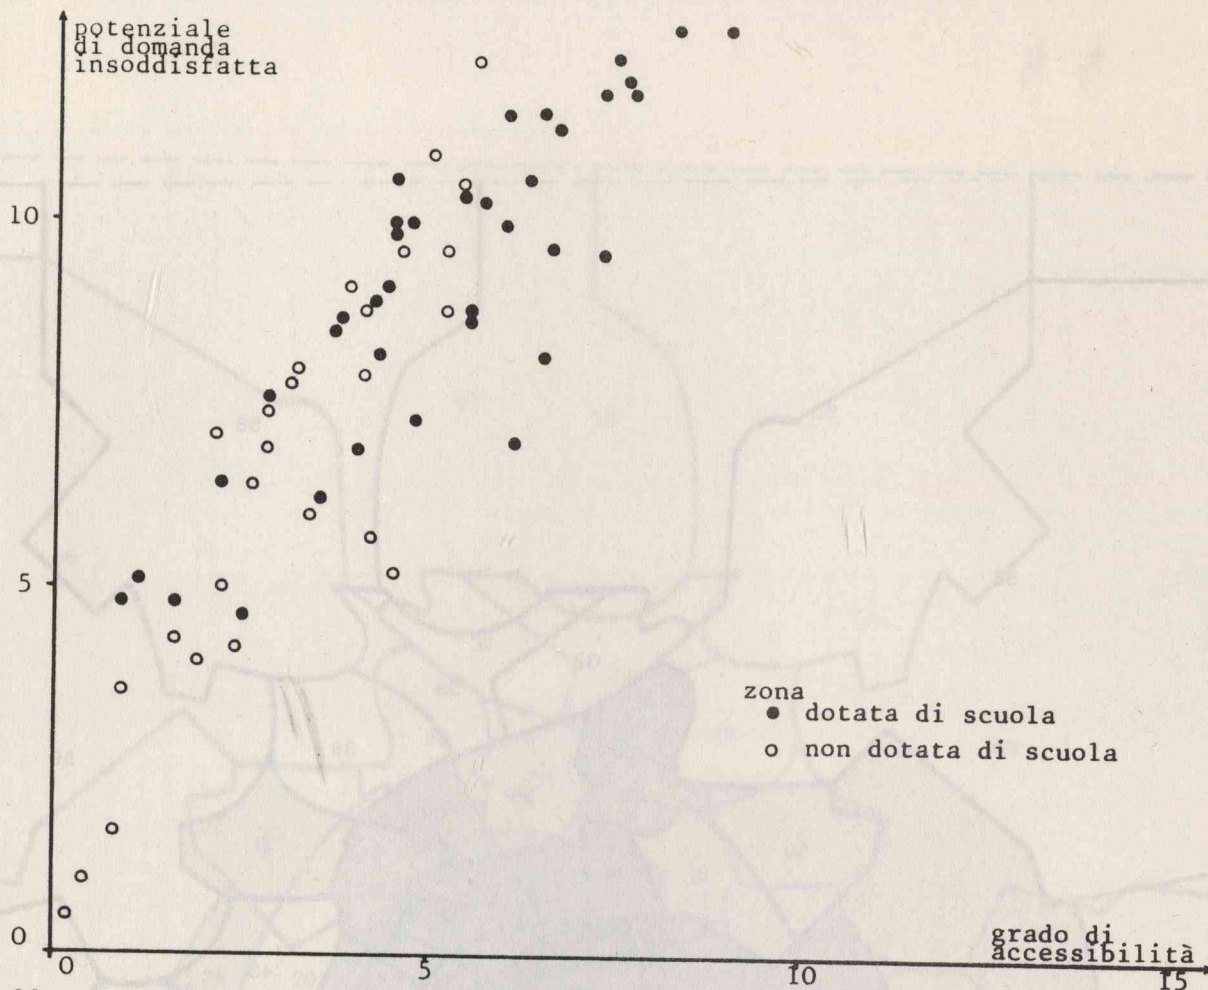 potenziale
di domanda
insoddisfatta
10
5
0
0
5
10
15
grado di
accessibilità
zona
dotata di scuola
non dotata di scuola